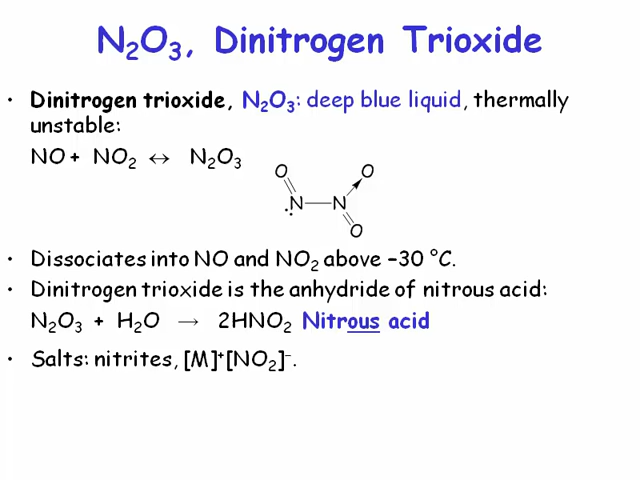 N₂O₃, Dinitrogen Trioxide
• Dinitrogen trioxide, N₂O₃: deep blue liquid, thermally
unstable:
NO + NO₂ ↔ N₂O₃
O O
:N—N
O
• Dissociates into NO and NO₂ above –30 °C.
• Dinitrogen trioxide is the anhydride of nitrous acid:
N₂O₃ + H₂O → 2HNO₂ Nitrous acid
• Salts: nitrites, [M]⁺[NO₂]⁻.